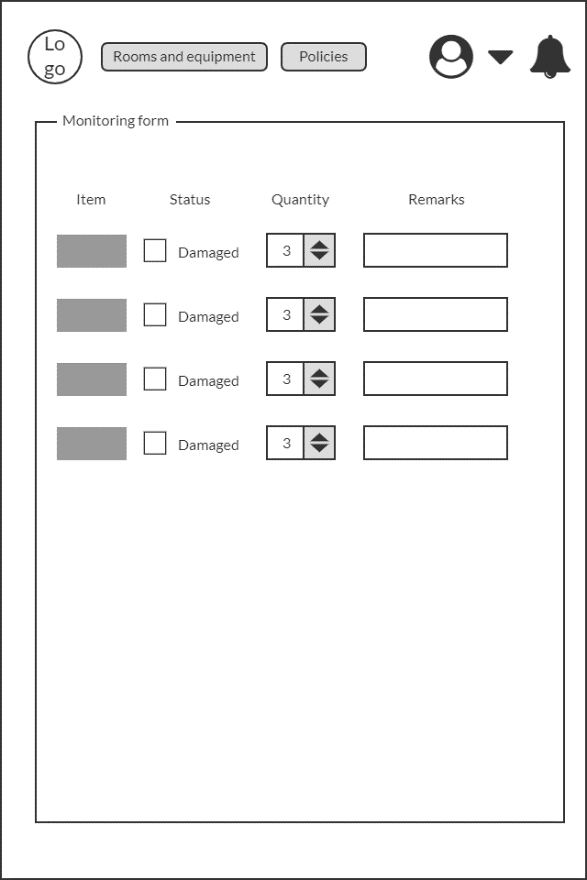 Lo
go
Rooms and equipment
Policies
Monitoring form
Item Status Quantity Remarks
Damaged 3
Damaged 3
Damaged 3
Damaged 3